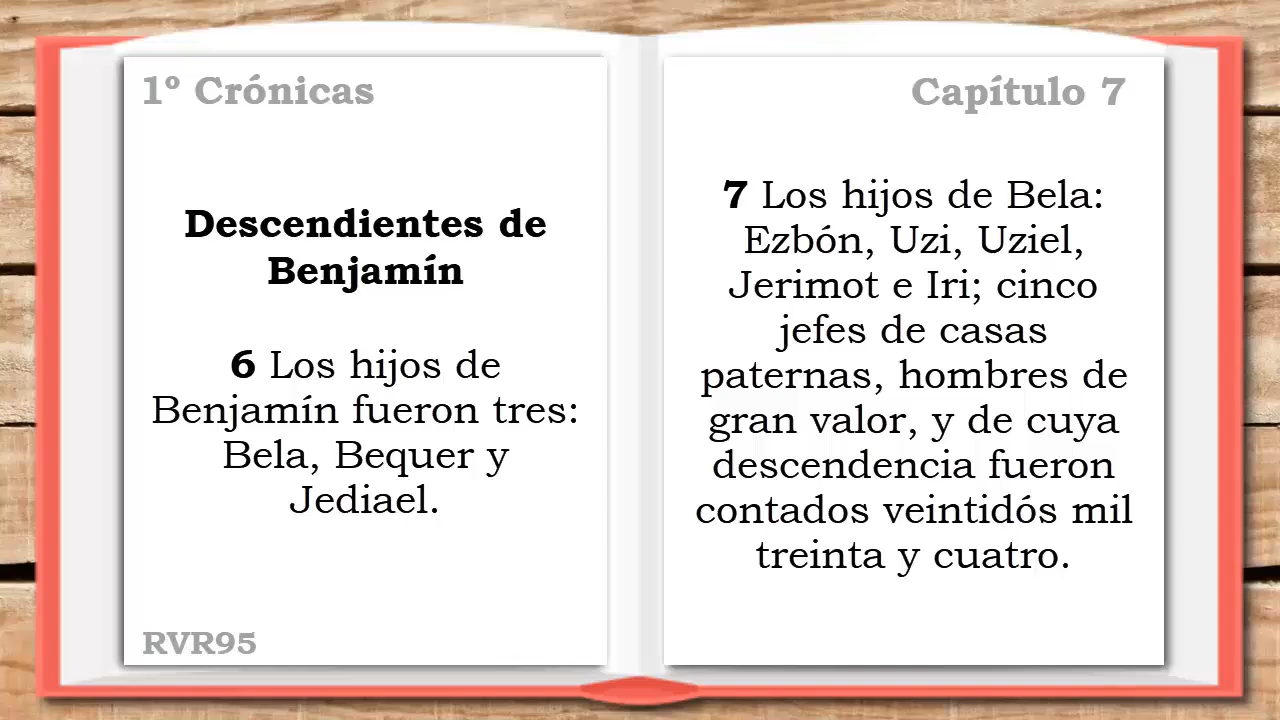 1º Crónicas
Descendientes de
Benjamín
6 Los hijos de
Benjamín fueron tres:
Bela, Bequer y
Jediael.
RVR95
Capítulo 7
7 Los hijos de Bela:
Ezbón, Uzi, Uziel,
Jerimot e Iri; cinco
jefes de casas
paternas, hombres de
gran valor, y de cuya
descendencia fueron
contados veintidós mil
treinta y cuatro.